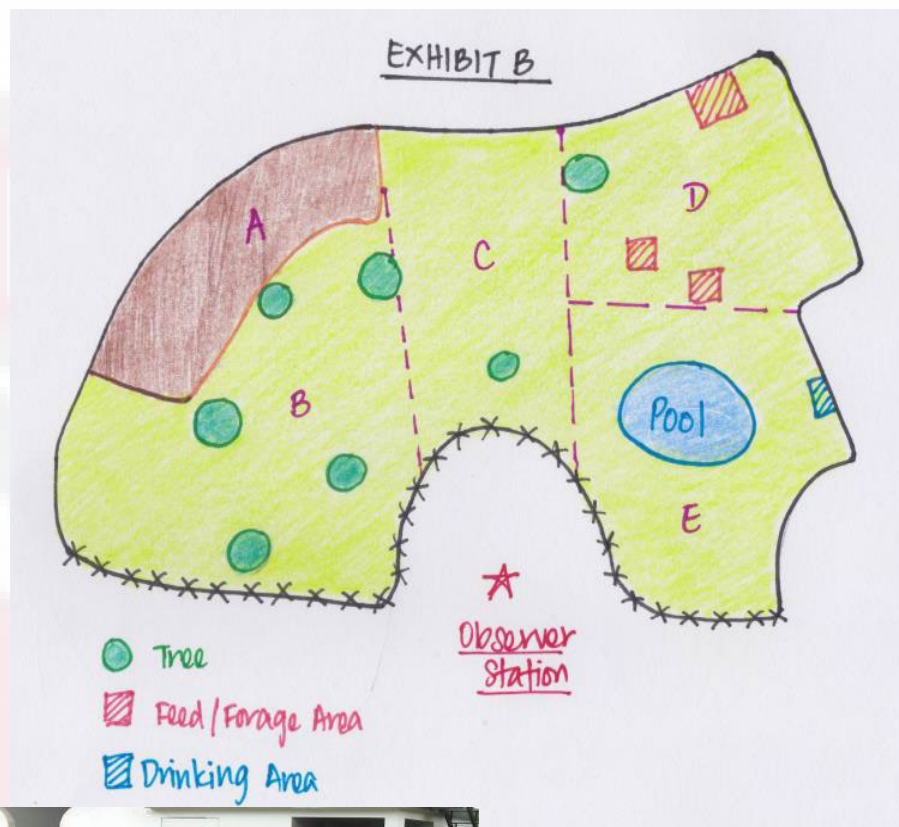 EXHIBIT B
A
D
C
B
Pool
E
Observer
Station
Tree
Feed/Forage Area
Drinking Area